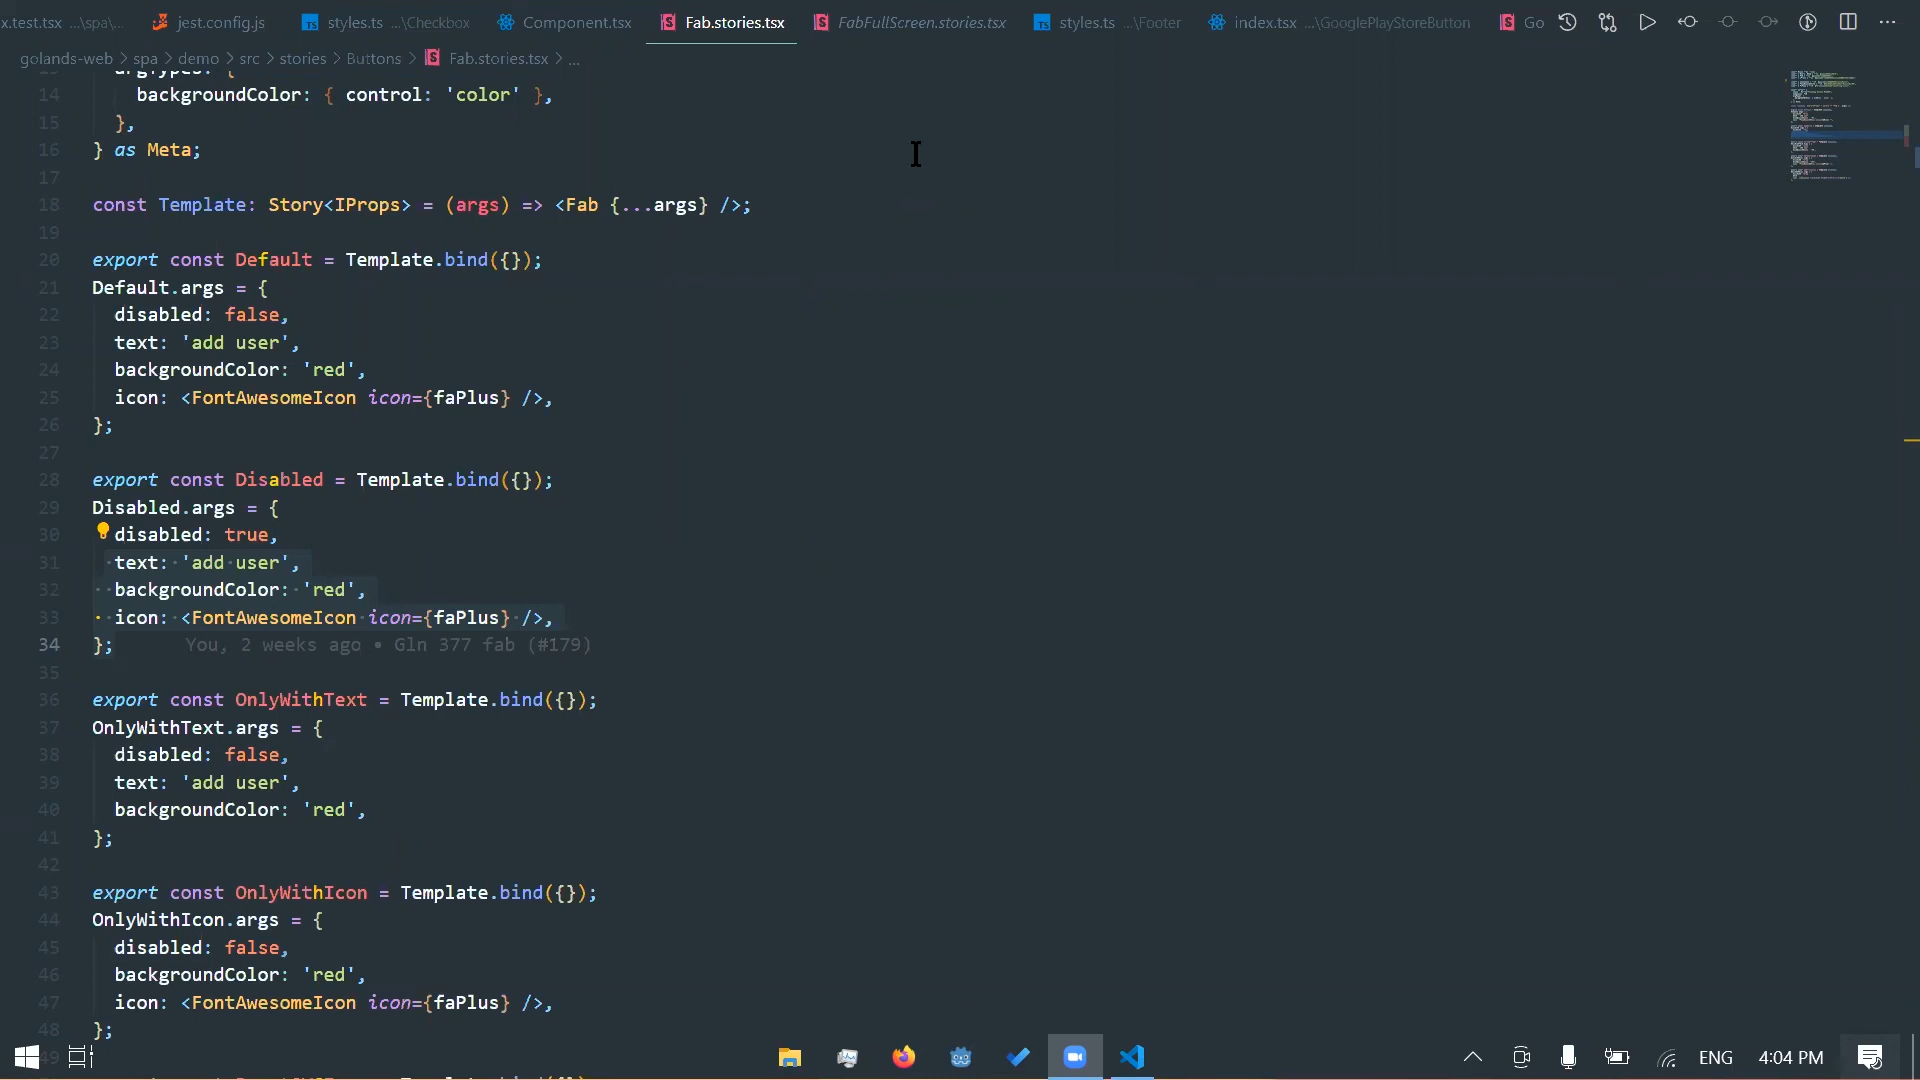 x.test.tsx ...\spa\... jest.config.js styles.ts ...\Checkbox Component.tsx Fab.stories.tsx FabFullScreen.stories.tsx styles.ts ...\Footer index.tsx ...\GooglePlayStoreButton Go
golands-web > spa > demo > src > stories > Buttons > Fab.stories.tsx > ...
13 argTypes: {
14 backgroundColor: { control: 'color' },
15 },
16 } as Meta;
17
18 const Template: Story<IProps> = (args) => <Fab {...args} />;
19
20 export const Default = Template.bind({});
21 Default.args = {
22 disabled: false,
23 text: 'add user',
24 backgroundColor: 'red',
25 icon: <FontAwesomeIcon icon={faPlus} />,
26 };
27
28 export const Disabled = Template.bind({});
29 Disabled.args = {
30 disabled: true,
31 text: 'add user',
32 backgroundColor: 'red',
33 icon: <FontAwesomeIcon icon={faPlus} />,
34 }; You, 2 weeks ago • Gln 377 fab (#179)
35
36 export const OnlyWithText = Template.bind({});
37 OnlyWithText.args = {
38 disabled: false,
39 text: 'add user',
40 backgroundColor: 'red',
41 };
42
43 export const OnlyWithIcon = Template.bind({});
44 OnlyWithIcon.args = {
45 disabled: false,
46 backgroundColor: 'red',
47 icon: <FontAwesomeIcon icon={faPlus} />,
48 };
49
ENG 4:04 PM